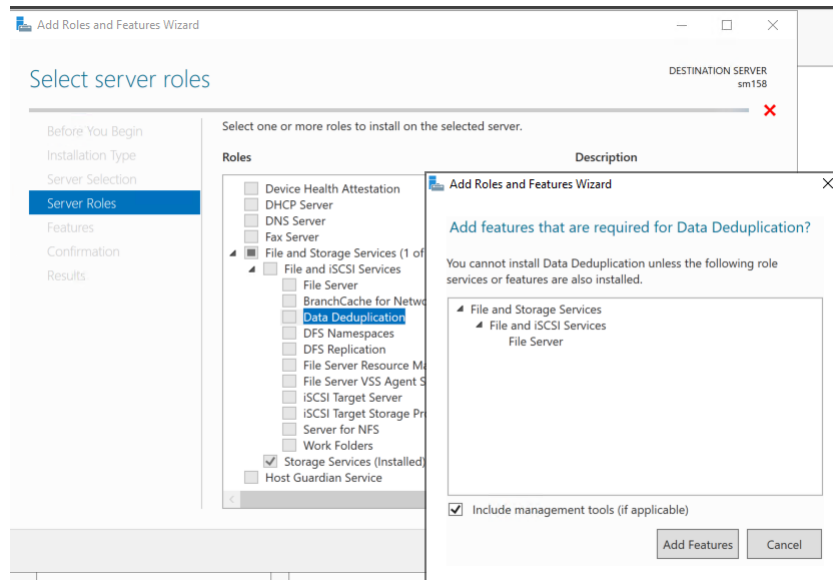 Add Roles and Features Wizard
Select server roles
DESTINATION SERVER
sm158
Before You Begin
Installation Type
Server Selection
Server Roles
Features
Confirmation
Results
Select one or more roles to install on the selected server.
Roles
Description
Device Health Attestation
DHCP Server
DNS Server
Fax Server
File and Storage Services (1 of
File and iSCSI Services
File Server
BranchCache for Netwo
Data Deduplication
DFS Namespaces
DFS Replication
File Server Resource Ma
File Server VSS Agent S
iSCSI Target Server
iSCSI Target Storage Pr
Server for NFS
Work Folders
Storage Services (Installed)
Host Guardian Service
Add Roles and Features Wizard
Add features that are required for Data Deduplication?
You cannot install Data Deduplication unless the following role
services or features are also installed.
File and Storage Services
File and iSCSI Services
File Server
Include management tools (if applicable)
Add Features
Cancel